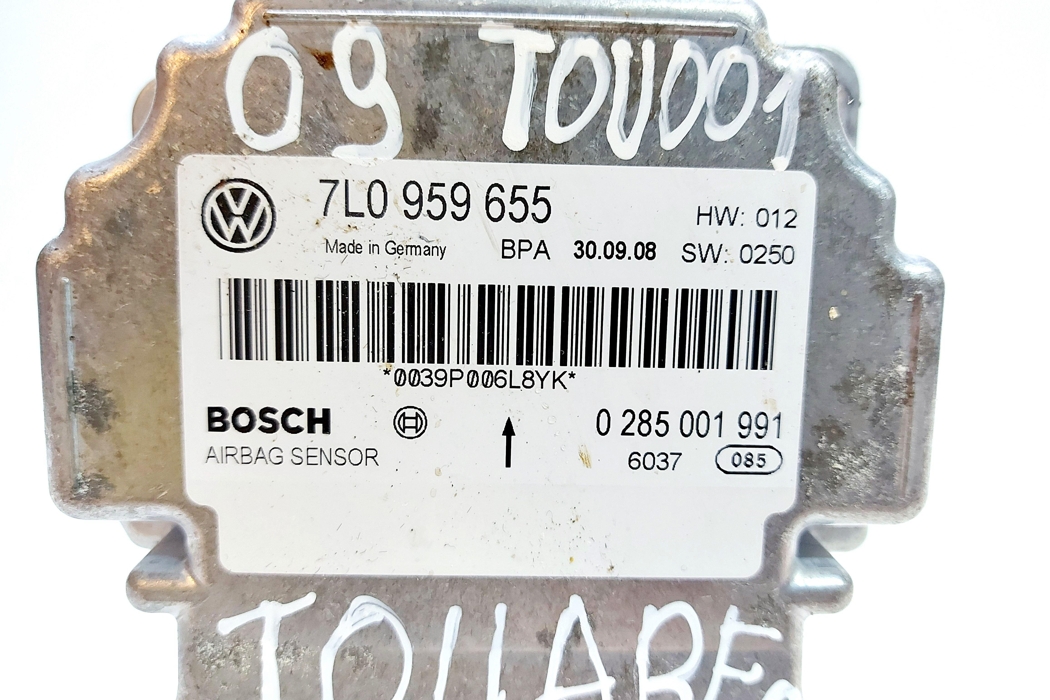 09 TOU001
7L0 959 655
HW: 012
Made in Germany BPA 30.09.08 SW: 0250
*0039P006L8YK*
BOSCH 0 285 001 991
AIRBAG SENSOR 6037 085